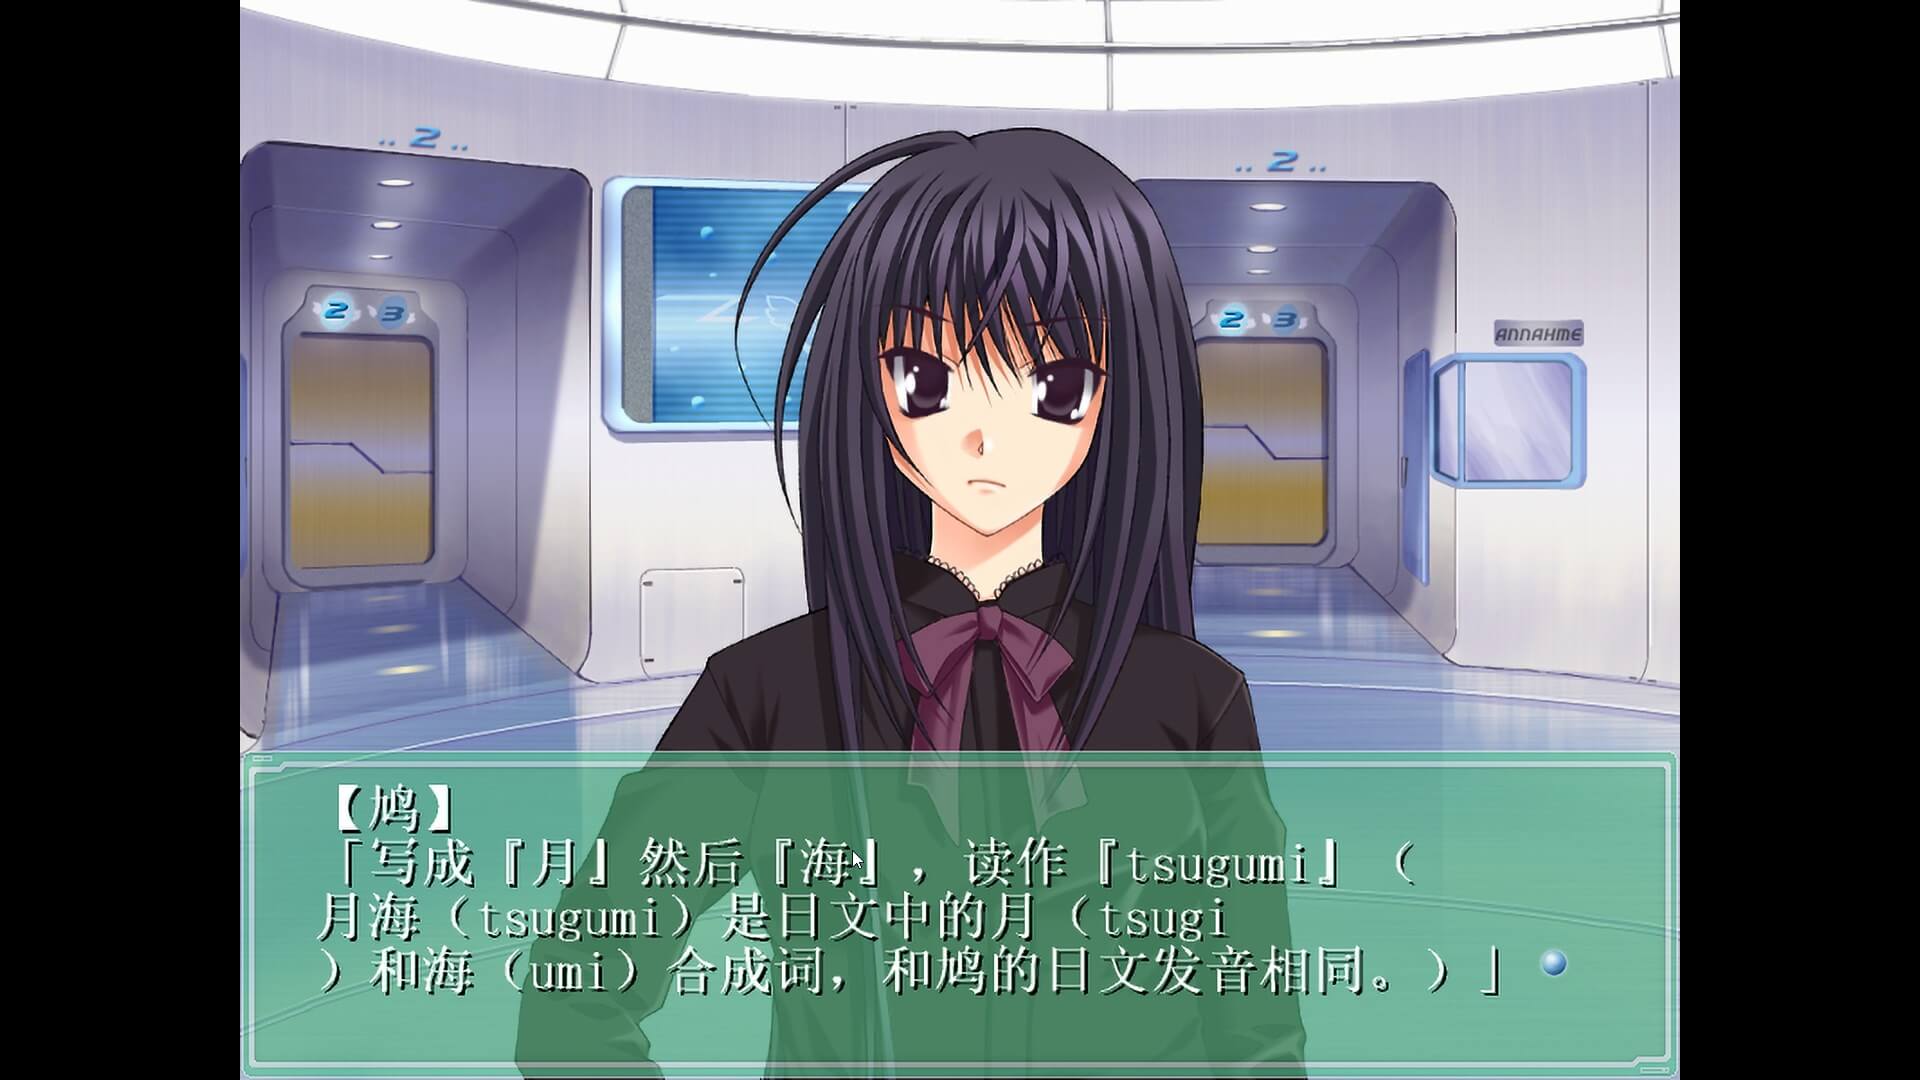 .. 2 ..
.. 2 ..
2 3
2 3
ANNAHME
【鸠】
「写成『月』然后『海』，读作『tsugumi』（
月海（tsugumi）是日文中的月（tsugi
）和海（umi）合成词，和鸠的日文发音相同。）」